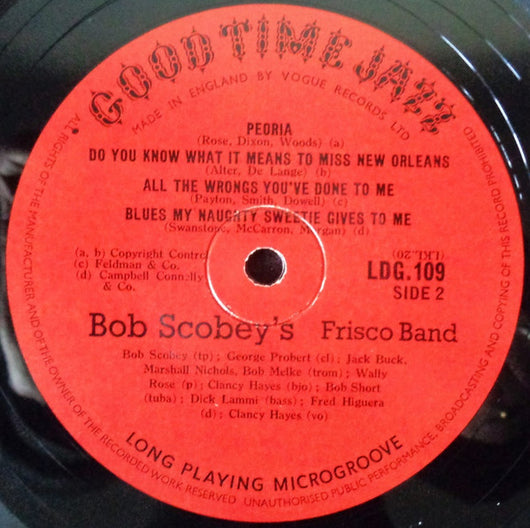 GOOD TIME JAZZ
MADE IN ENGLAND BY VOGUE RECORDS LTD
PEORIA
(Rose, Dixon, Woods) (a)
DO YOU KNOW WHAT IT MEANS TO MISS NEW ORLEANS
(Alter, De Lange) (b)
ALL THE WRONGS YOU'VE DONE TO ME
(Payton, Smith, Dowell) (c)
BLUES MY NAUGHTY SWEETIE GIVES TO ME
(Swanstone, McCarron, Morgan) (d)
(a, b) Copyright Contro
(c) Feldman & Co.
(d) Campbell Connelly
& Co.
(LKL.20)
LDG.109
SIDE 2
Bob Scobey's Frisco Band
Bob Scobey (tp); George Probert (cl); Jack Buck,
Marshall Nichols, Bob Melke (trom); Wally
Rose (p); Clancy Hayes (bjo); Bob Short
(tuba); Dick Lammi (bass); Fred Higuera
(d); Clancy Hayes (vo)
LONG PLAYING MICROGROOVE
ALL RIGHTS OF THE MANUFACTURER AND OF THE OWNER OF THE RECORDED WORK RESERVED UNAUTHORISED PUBLIC PERFORMANCE, BROADCASTING AND COPYING OF THIS RECORD PROHIBITED